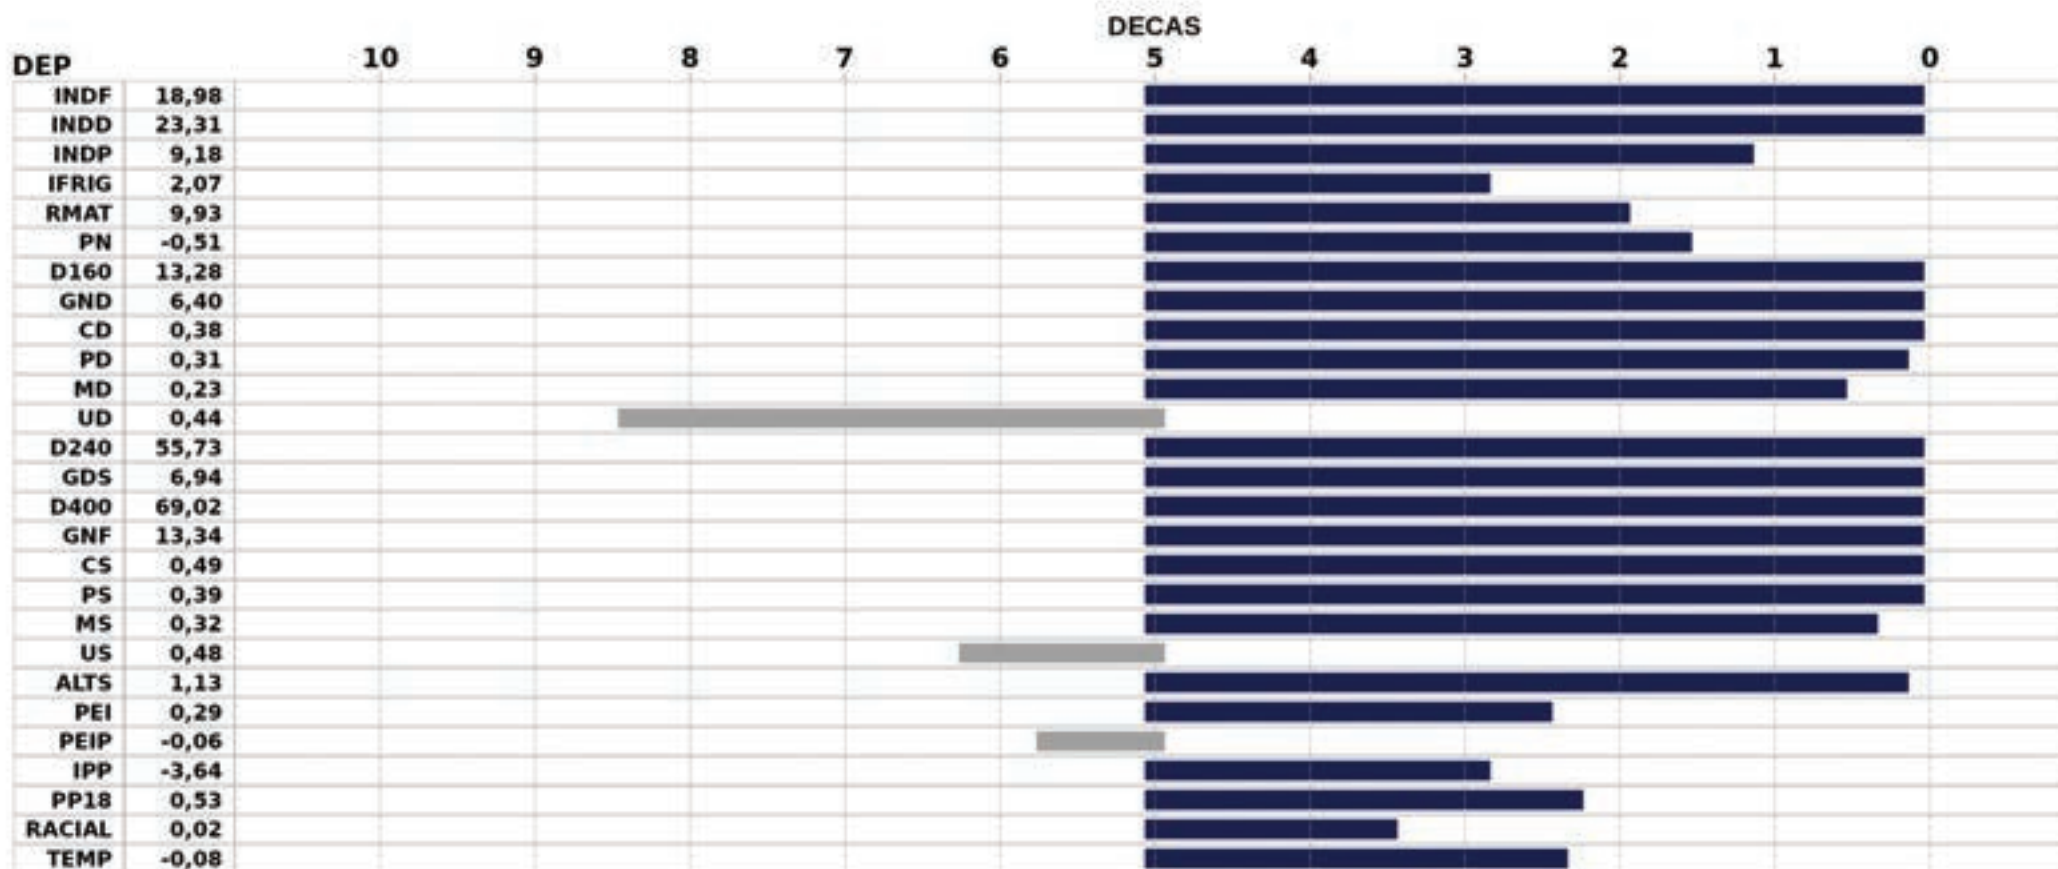 DECAS
DEP 10 9 8 7 6 5 4 3 2 1 0
INDF 18,98
INDD 23,31
INDP 9,18
IFRIG 2,07
RMAT 9,93
PN -0,51
D160 13,28
GND 6,40
CD 0,38
PD 0,31
MD 0,23
UD 0,44
D240 55,73
GDS 6,94
D400 69,02
GNF 13,34
CS 0,49
PS 0,39
MS 0,32
US 0,48
ALTS 1,13
PEI 0,29
PEIP -0,06
IPP -3,64
PP18 0,53
RACIAL 0,02
TEMP -0,08